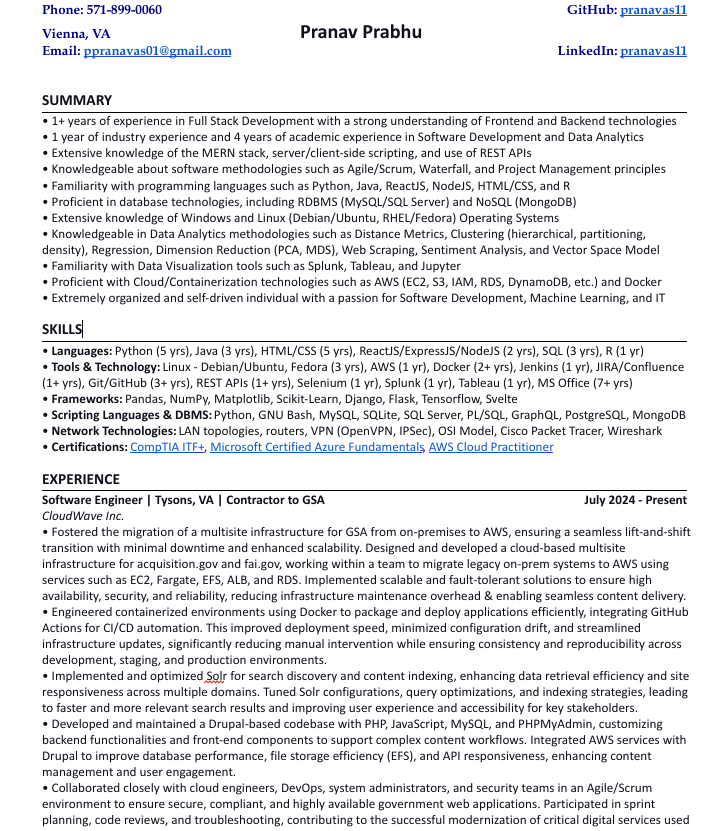 Phone: 571-899-0060
GitHub: pranavas11
Vienna, VA
Pranav Prabhu
Email: ppranavas01@gmail.com
LinkedIn: pranavas11
SUMMARY
• 1+ years of experience in Full Stack Development with a strong understanding of Frontend and Backend technologies
• 1 year of industry experience and 4 years of academic experience in Software Development and Data Analytics
• Extensive knowledge of the MERN stack, server/client-side scripting, and use of REST APIs
• Knowledgeable about software methodologies such as Agile/Scrum, Waterfall, and Project Management principles
• Familiarity with programming languages such as Python, Java, ReactJS, NodeJS, HTML/CSS, and R
• Proficient in database technologies, including RDBMS (MySQL/SQL Server) and NoSQL (MongoDB)
• Extensive knowledge of Windows and Linux (Debian/Ubuntu, RHEL/Fedora) Operating Systems
• Knowledgeable in Data Analytics methodologies such as Distance Metrics, Clustering (hierarchical, partitioning,
density), Regression, Dimension Reduction (PCA, MDS), Web Scraping, Sentiment Analysis, and Vector Space Model
• Familiarity with Data Visualization tools such as Splunk, Tableau, and Jupyter
• Proficient with Cloud/Containerization technologies such as AWS (EC2, S3, IAM, RDS, DynamoDB, etc.) and Docker
• Extremely organized and self-driven individual with a passion for Software Development, Machine Learning, and IT
SKILLS
• Languages: Python (5 yrs), Java (3 yrs), HTML/CSS (5 yrs), ReactJS/ExpressJS/NodeJS (2 yrs), SQL (3 yrs), R (1 yr)
• Tools & Technology: Linux - Debian/Ubuntu, Fedora (3 yrs), AWS (1 yr), Docker (2+ yrs), Jenkins (1 yr), JIRA/Confluence
(1+ yrs), Git/GitHub (3+ yrs), REST APIs (1+ yrs), Selenium (1 yr), Splunk (1 yr), Tableau (1 yr), MS Office (7+ yrs)
• Frameworks: Pandas, NumPy, Matplotlib, Scikit-Learn, Django, Flask, Tensorflow, Svelte
• Scripting Languages & DBMS: Python, GNU Bash, MySQL, SQLite, SQL Server, PL/SQL, GraphQL, PostgreSQL, MongoDB
• Network Technologies: LAN topologies, routers, VPN (OpenVPN, IPSec), OSI Model, Cisco Packet Tracer, Wireshark
• Certifications: CompTIA ITF+, Microsoft Certified Azure Fundamentals, AWS Cloud Practitioner
EXPERIENCE
Software Engineer | Tysons, VA | Contractor to GSA July 2024 - Present
CloudWave Inc.
• Fostered the migration of a multisite infrastructure for GSA from on-premises to AWS, ensuring a seamless lift-and-shift
transition with minimal downtime and enhanced scalability. Designed and developed a cloud-based multisite
infrastructure for acquisition.gov and fai.gov, working within a team to migrate legacy on-prem systems to AWS using
services such as EC2, Fargate, EFS, ALB, and RDS. Implemented scalable and fault-tolerant solutions to ensure high
availability, security, and reliability, reducing infrastructure maintenance overhead & enabling seamless content delivery.
• Engineered containerized environments using Docker to package and deploy applications efficiently, integrating GitHub
Actions for CI/CD automation. This improved deployment speed, minimized configuration drift, and streamlined
infrastructure updates, significantly reducing manual intervention while ensuring consistency and reproducibility across
development, staging, and production environments.
• Implemented and optimized Solr for search discovery and content indexing, enhancing data retrieval efficiency and site
responsiveness across multiple domains. Tuned Solr configurations, query optimizations, and indexing strategies, leading
to faster and more relevant search results and improving user experience and accessibility for key stakeholders.
• Developed and maintained a Drupal-based codebase with PHP, JavaScript, MySQL, and PHPMyAdmin, customizing
backend functionalities and front-end components to support complex content workflows. Integrated AWS services with
Drupal to improve database performance, file storage efficiency (EFS), and API responsiveness, enhancing content
management and user engagement.
• Collaborated closely with cloud engineers, DevOps, system administrators, and security teams in an Agile/Scrum
environment to ensure secure, compliant, and highly available government web applications. Participated in sprint
planning, code reviews, and troubleshooting, contributing to the successful modernization of critical digital services used